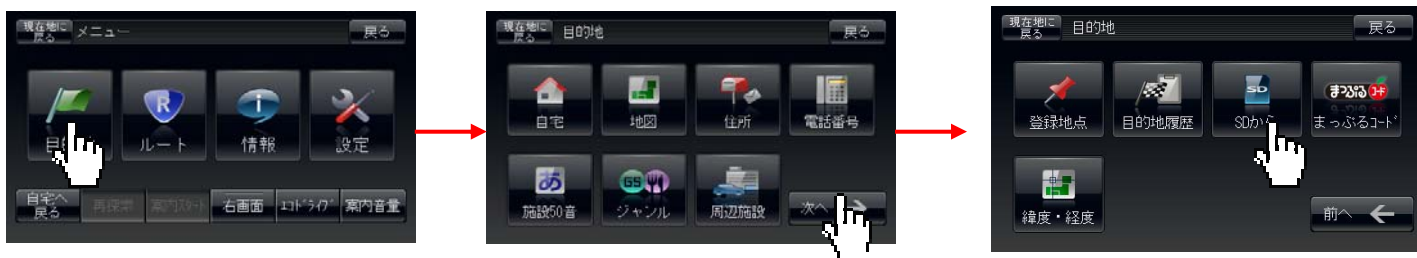 現在地に
戻る
メニュー
戻る
R
ルート
情報
設定
自宅へ
戻る
再探索
案内スタート
右画面
エコドライブ
案内音量
現在地に
戻る
目的地
戻る
自宅
地図
住所
電話番号
あ
施設50音
GS
ジャンル
周辺施設
次へ
現在地に
戻る
目的地
戻る
登録地点
目的地履歴
SD
SDから
まっぷるコード
まっぷるコード
緯度・経度
前へ